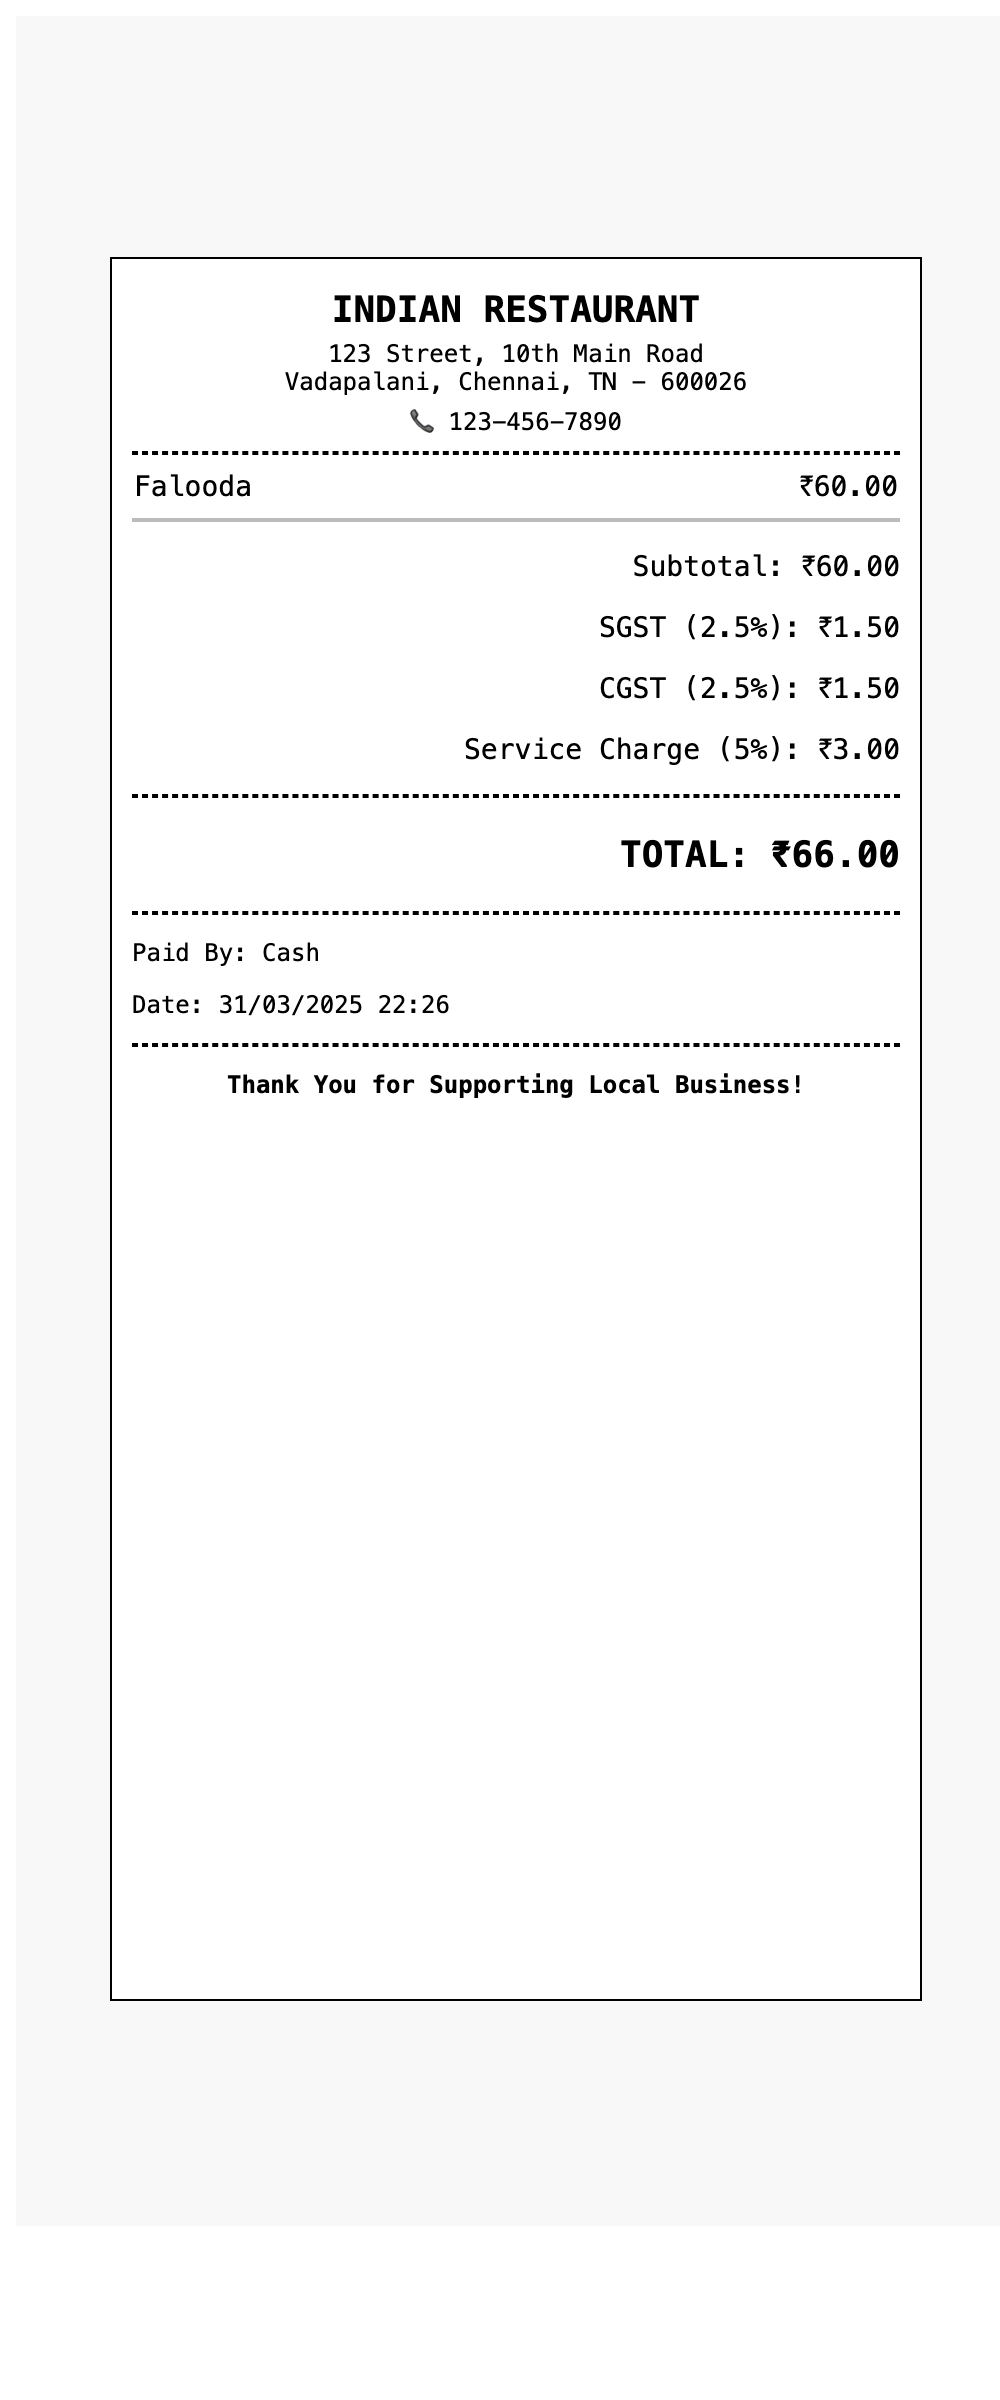 INDIAN RESTAURANT
123 Street, 10th Main Road
Vadapalani, Chennai, TN - 600026
📞 123-456-7890
Falooda ₹60.00
Subtotal: ₹60.00
SGST (2.5%): ₹1.50
CGST (2.5%): ₹1.50
Service Charge (5%): ₹3.00
TOTAL: ₹66.00
Paid By: Cash
Date: 31/03/2025 22:26
Thank You for Supporting Local Business!